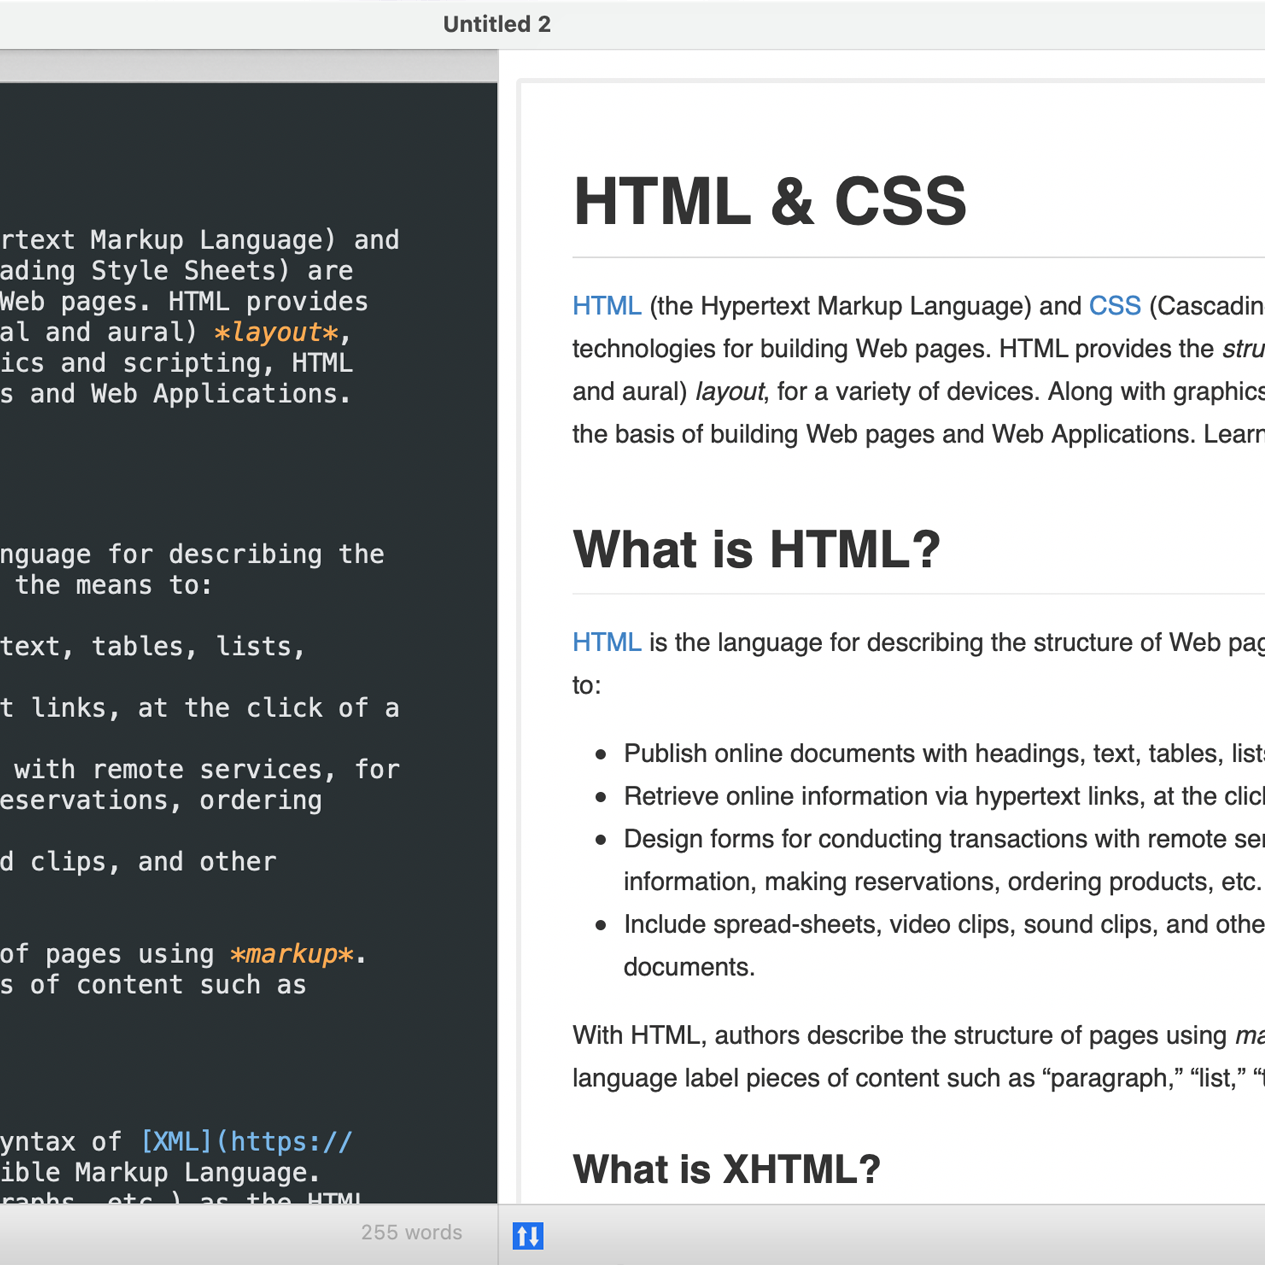 Untitled 2
rtext Markup Language) and
ading Style Sheets) are
Web pages. HTML provides
al and aural) *layout*,
ics and scripting, HTML
s and Web Applications.
nguage for describing the
the means to:
text, tables, lists,
t links, at the click of a
with remote services, for
eservations, ordering
d clips, and other
of pages using *markup*.
s of content such as
yntax of [XML](https://
ible Markup Language.
raphs, etc.) as the HTML
255 words
HTML & CSS
HTML (the Hypertext Markup Language) and CSS (Cascadin
technologies for building Web pages. HTML provides the stru
and aural) layout, for a variety of devices. Along with graphics
the basis of building Web pages and Web Applications. Learn
What is HTML?
HTML is the language for describing the structure of Web pag
to:
• Publish online documents with headings, text, tables, lists
• Retrieve online information via hypertext links, at the clic
• Design forms for conducting transactions with remote ser
information, making reservations, ordering products, etc.
• Include spread-sheets, video clips, sound clips, and othe
documents.
With HTML, authors describe the structure of pages using ma
language label pieces of content such as “paragraph,” “list,” “t
What is XHTML?